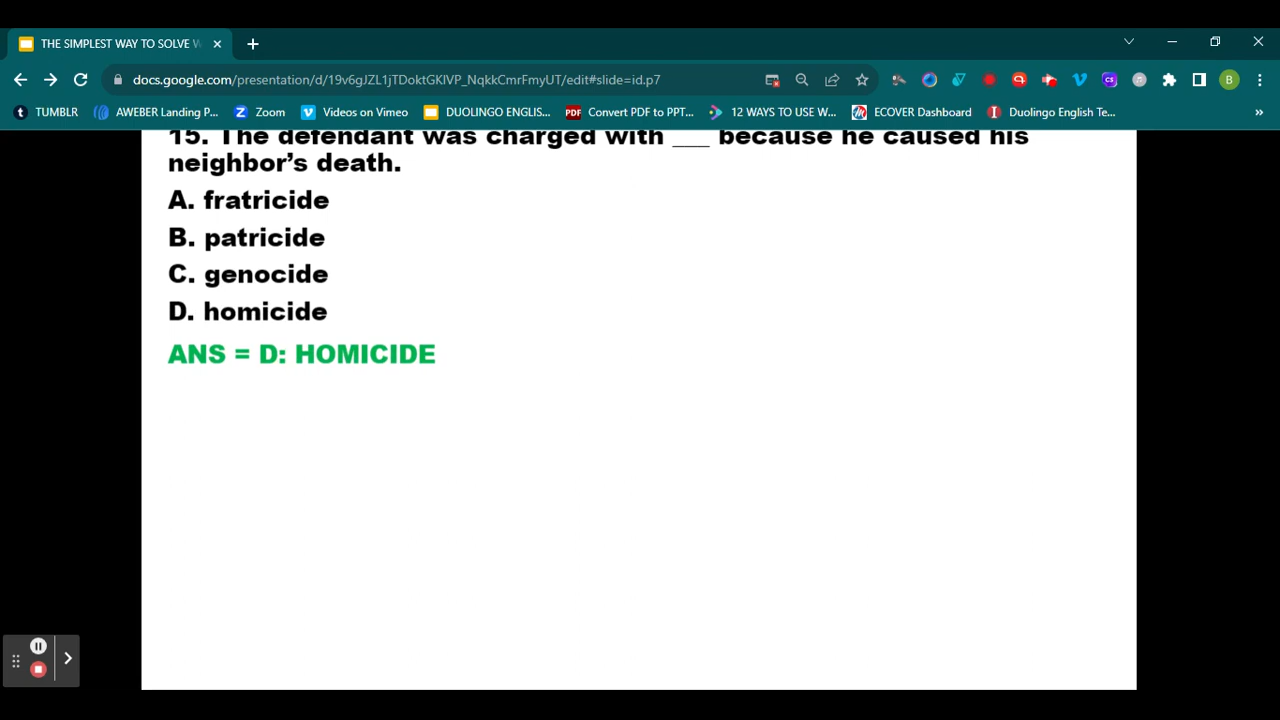 THE SIMPLEST WAY TO SOLVE W
docs.google.com/presentation/d/19v6gJZL1jTDoktGKIVP_NqkkCmrFmyUT/edit#slide=id.p7
B
TUMBLR AWEBER Landing P... Zoom Videos on Vimeo DUOLINGO ENGLIS... PDF Convert PDF to PPT... 12 WAYS TO USE W... ECOVER Dashboard Duolingo English Te... »
15. The defendant was charged with ___ because he caused his
neighbor’s death.
A. fratricide
B. patricide
C. genocide
D. homicide
ANS = D: HOMICIDE